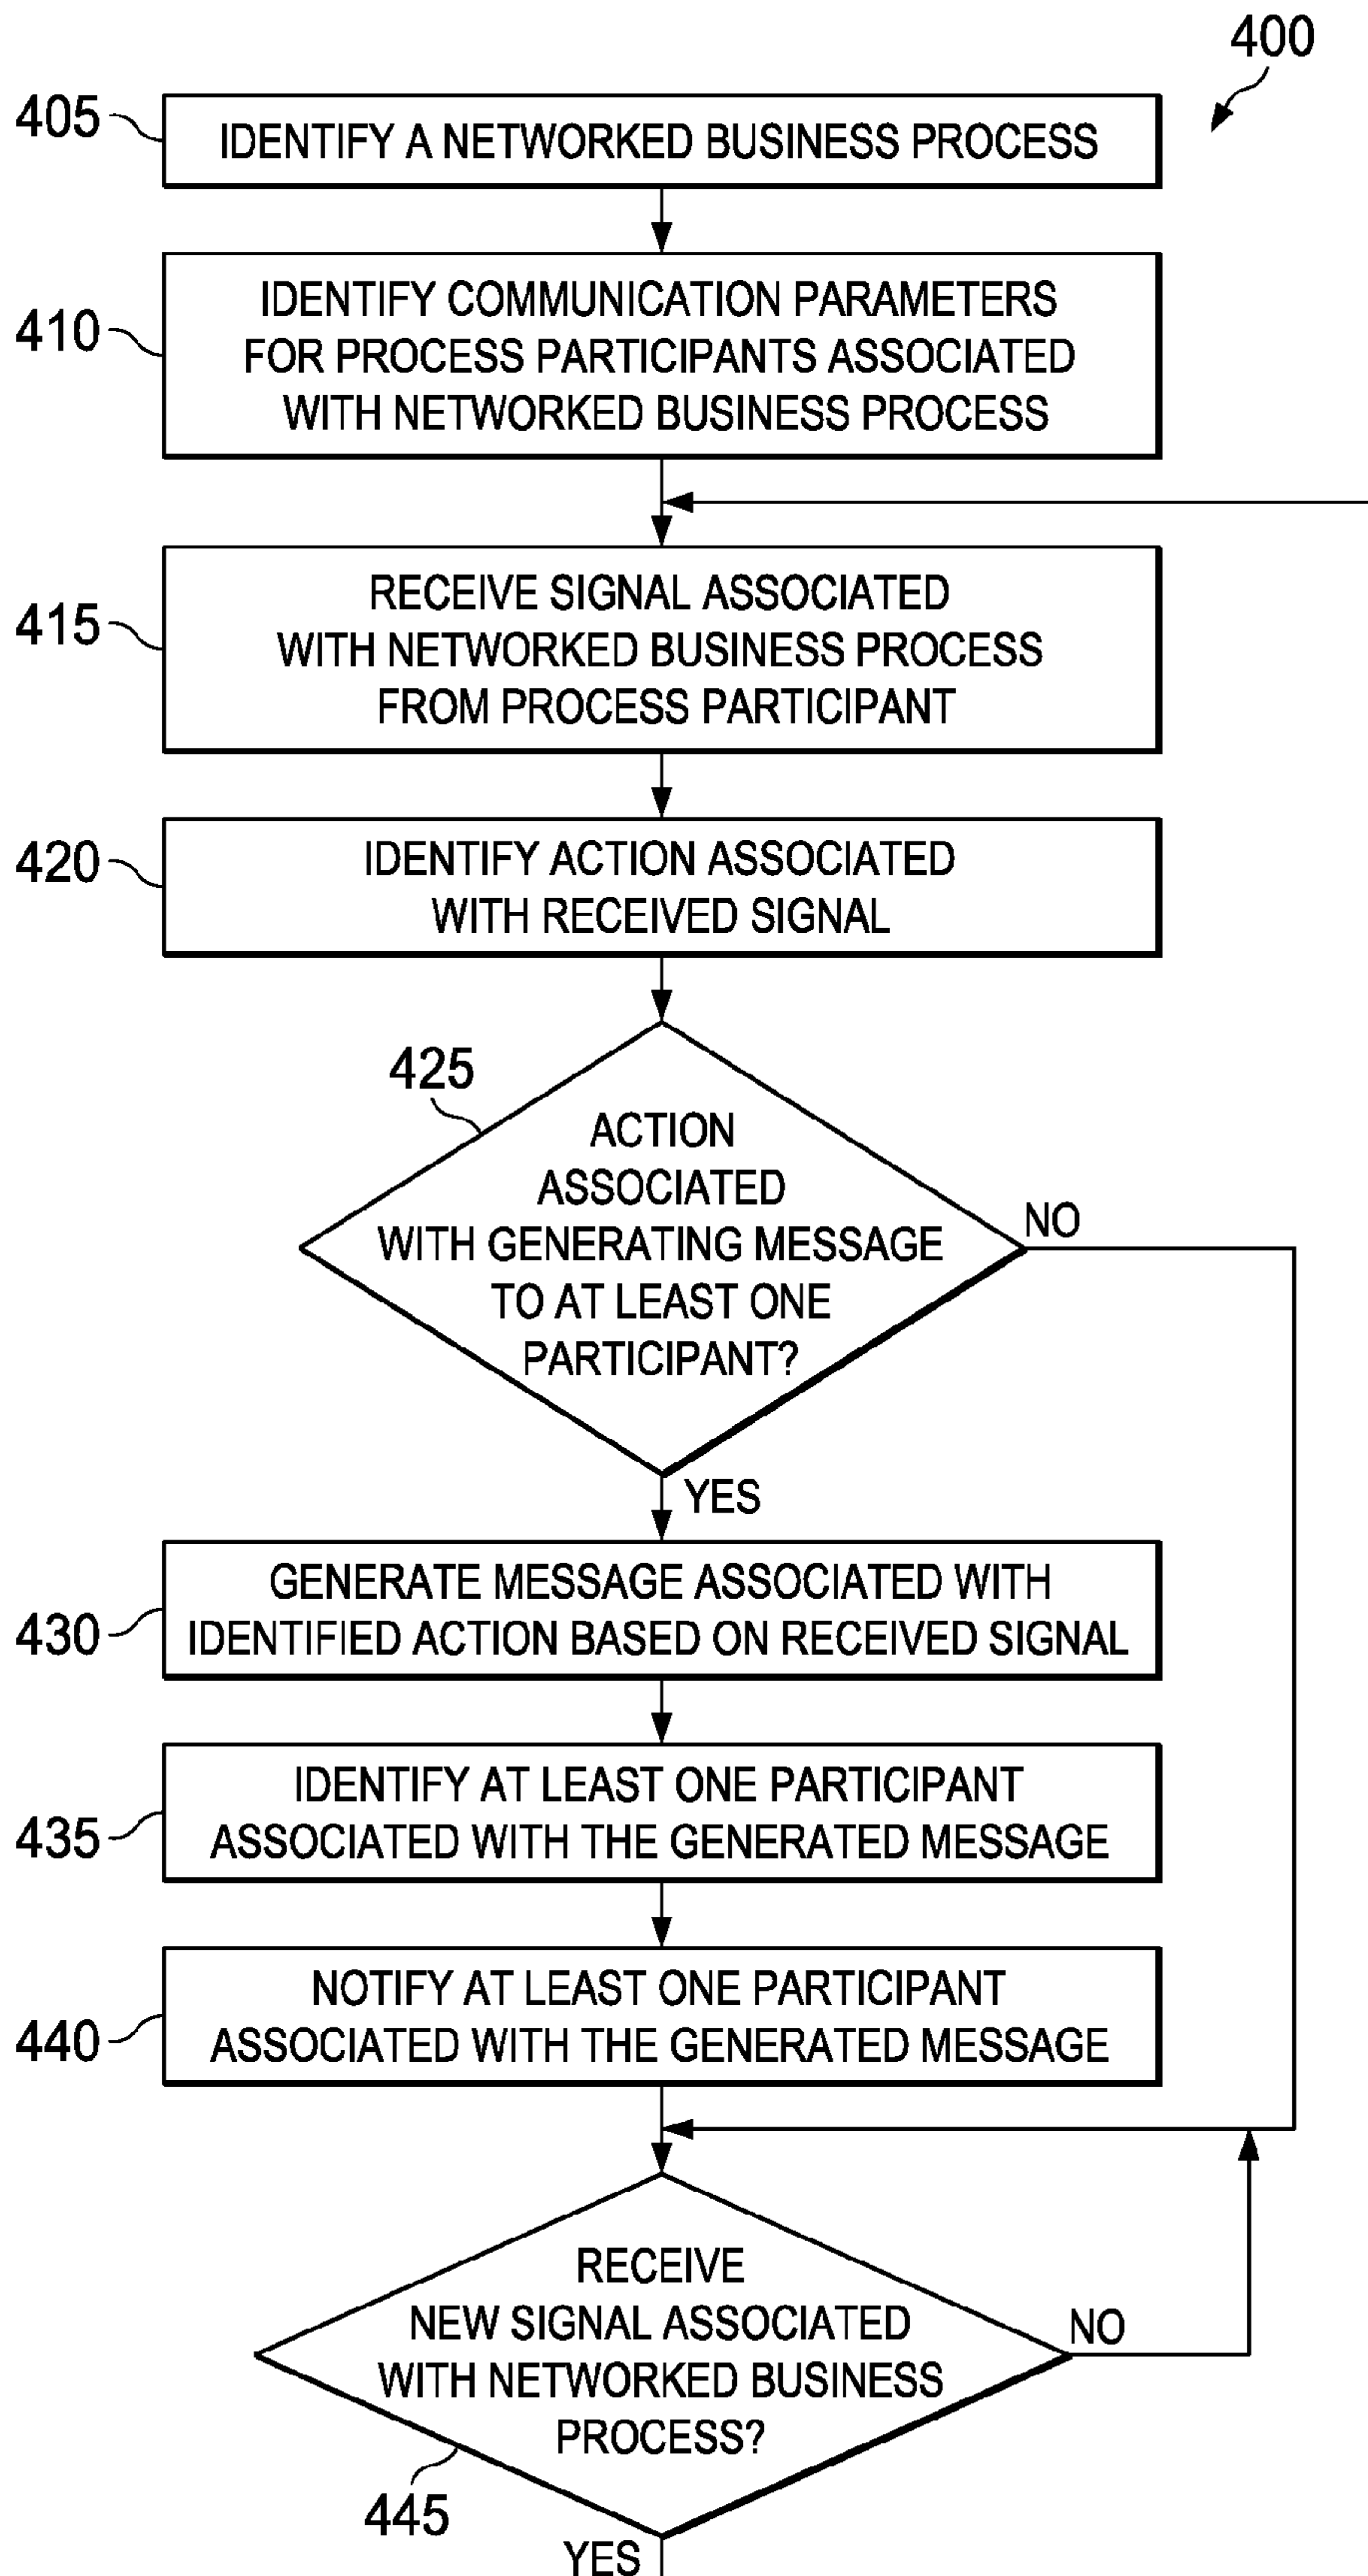 400
405
IDENTIFY A NETWORKED BUSINESS PROCESS
410
IDENTIFY COMMUNICATION PARAMETERS
FOR PROCESS PARTICIPANTS ASSOCIATED
WITH NETWORKED BUSINESS PROCESS
415
RECEIVE SIGNAL ASSOCIATED
WITH NETWORKED BUSINESS PROCESS
FROM PROCESS PARTICIPANT
420
IDENTIFY ACTION ASSOCIATED
WITH RECEIVED SIGNAL
425
ACTION
ASSOCIATED
WITH GENERATING MESSAGE
TO AT LEAST ONE
PARTICIPANT?
NO
YES
430
GENERATE MESSAGE ASSOCIATED WITH
IDENTIFIED ACTION BASED ON RECEIVED SIGNAL
435
IDENTIFY AT LEAST ONE PARTICIPANT
ASSOCIATED WITH THE GENERATED MESSAGE
440
NOTIFY AT LEAST ONE PARTICIPANT
ASSOCIATED WITH THE GENERATED MESSAGE
RECEIVE
NEW SIGNAL ASSOCIATED
WITH NETWORKED BUSINESS
PROCESS?
NO
445
YES